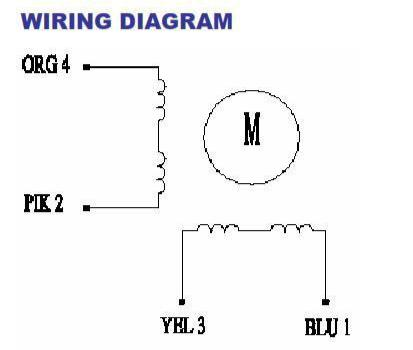 WIRING DIAGRAM
ORG 4
M
PIK 2
YEL 3
BLU 1